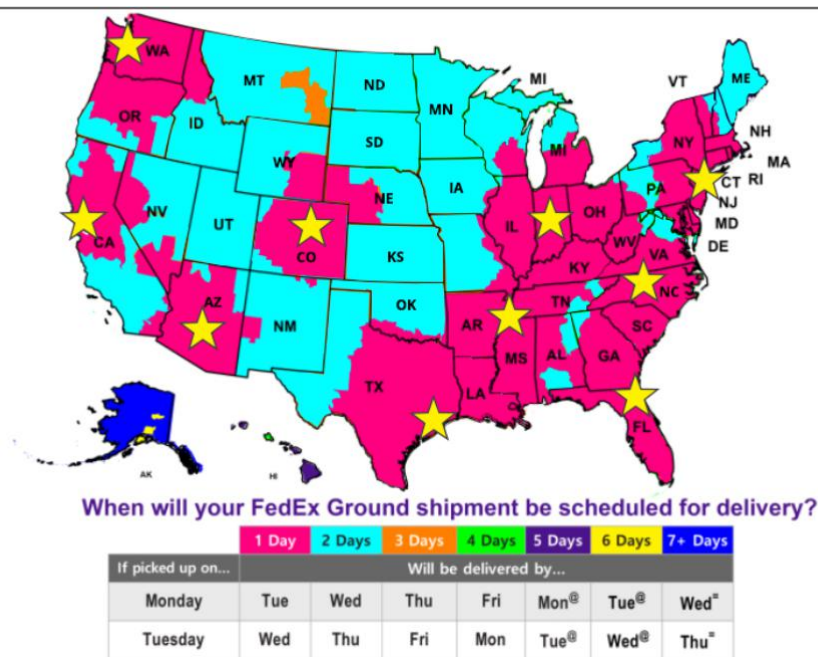 WA
MT
ND
MN
MI
VT
ME
OR
ID
SD
MI
NY
NH
WY
MA
NV
UT
NE
IA
PA
CT
RI
NJ
CA
CO
KS
IL
OH
WV
MD
VA
DE
KY
AZ
NM
OK
AR
TN
NC
SC
TX
LA
MS
AL
GA
FL
AK
HI
When will your FedEx Ground shipment be scheduled for delivery?
1 Day 2 Days 3 Days 4 Days 5 Days 6 Days 7+ Days
If picked up on... Will be delivered by...
Monday Tue Wed Thu Fri Mon@ Tue@ Wed=
Tuesday Wed Thu Fri Mon Tue@ Wed@ Thu=